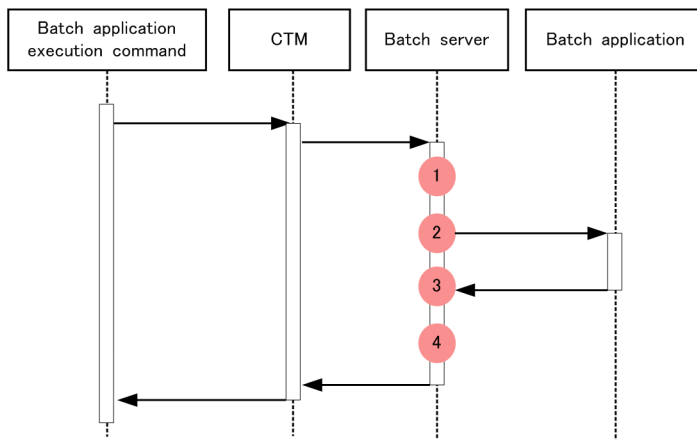 Batch application
execution command
CTM
Batch server
Batch application
1
2
3
4